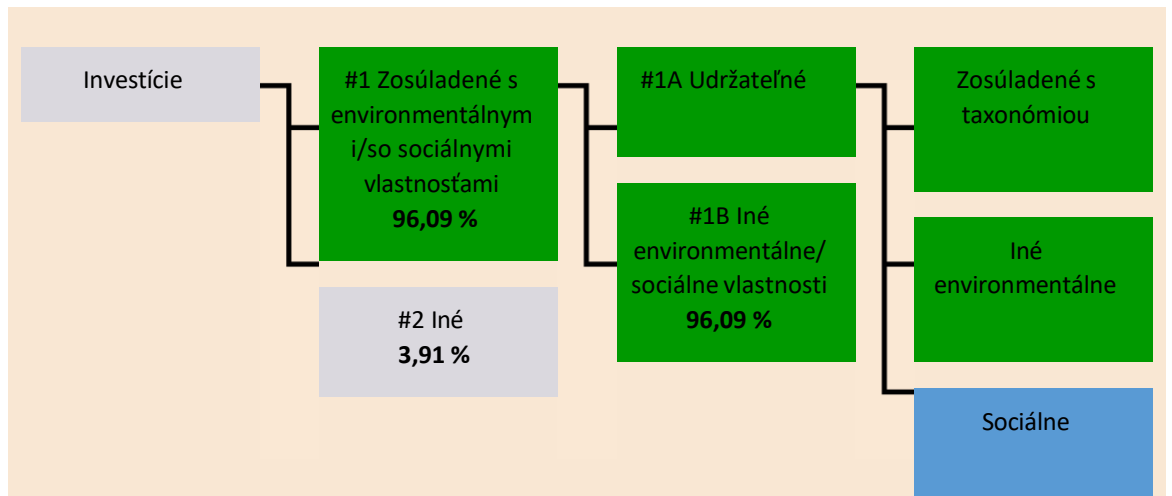 Investície
#1 Zosúladené s
environmentálnym
i/so sociálnymi
vlastnosťami
96,09 %
#2 Iné
3,91 %
#1A Udržateľné
#1B Iné
environmentálne/
sociálne vlastnosti
96,09 %
Zosúladené s
taxonómiou
Iné
environmentálne
Sociálne